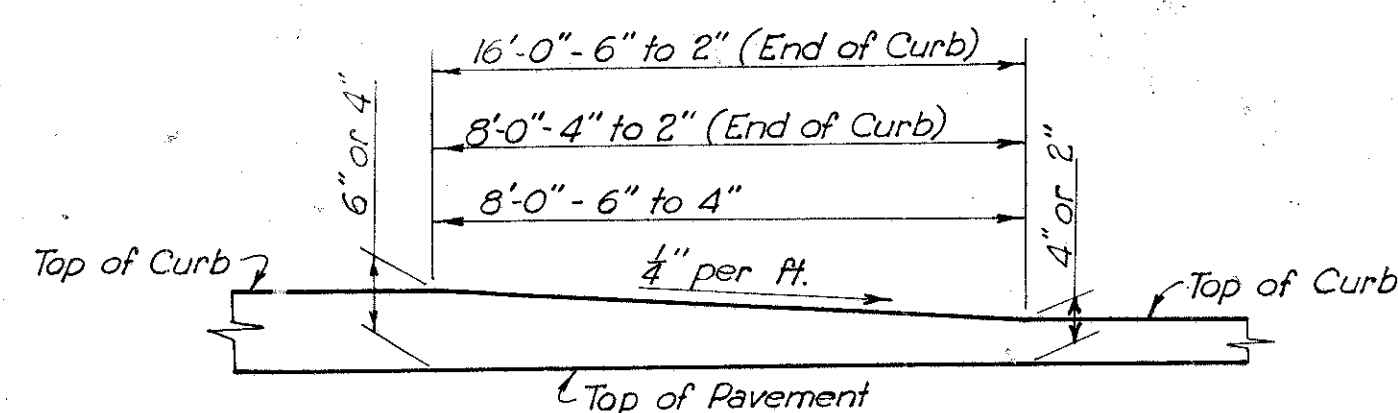 16'-0"-6" to 2" (End of Curb)
8'-0"-4" to 2" (End of Curb)
8'-0"-6" to 4"
6" or 4"
4" or 2"
1/4" per ft.
Top of Curb
Top of Curb
Top of Pavement